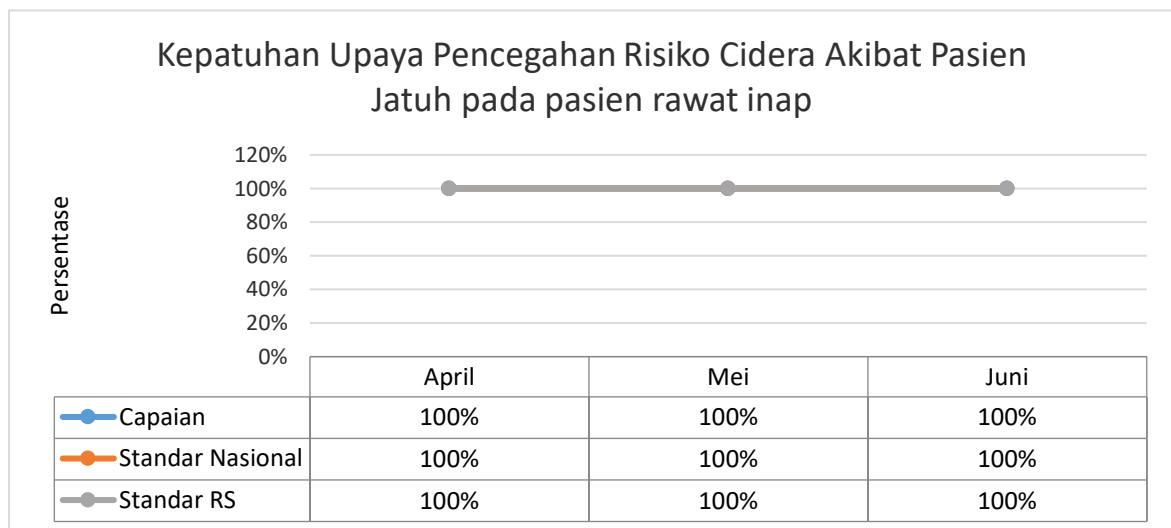 Kepatuhan Upaya Pencegahan Risiko Cidera Akibat Pasien
Jatuh pada pasien rawat inap
Persentase
120%
100%
80%
60%
40%
20%
0%
April Mei Juni
Capaian 100% 100% 100%
Standar Nasional 100% 100% 100%
Standar RS 100% 100% 100%